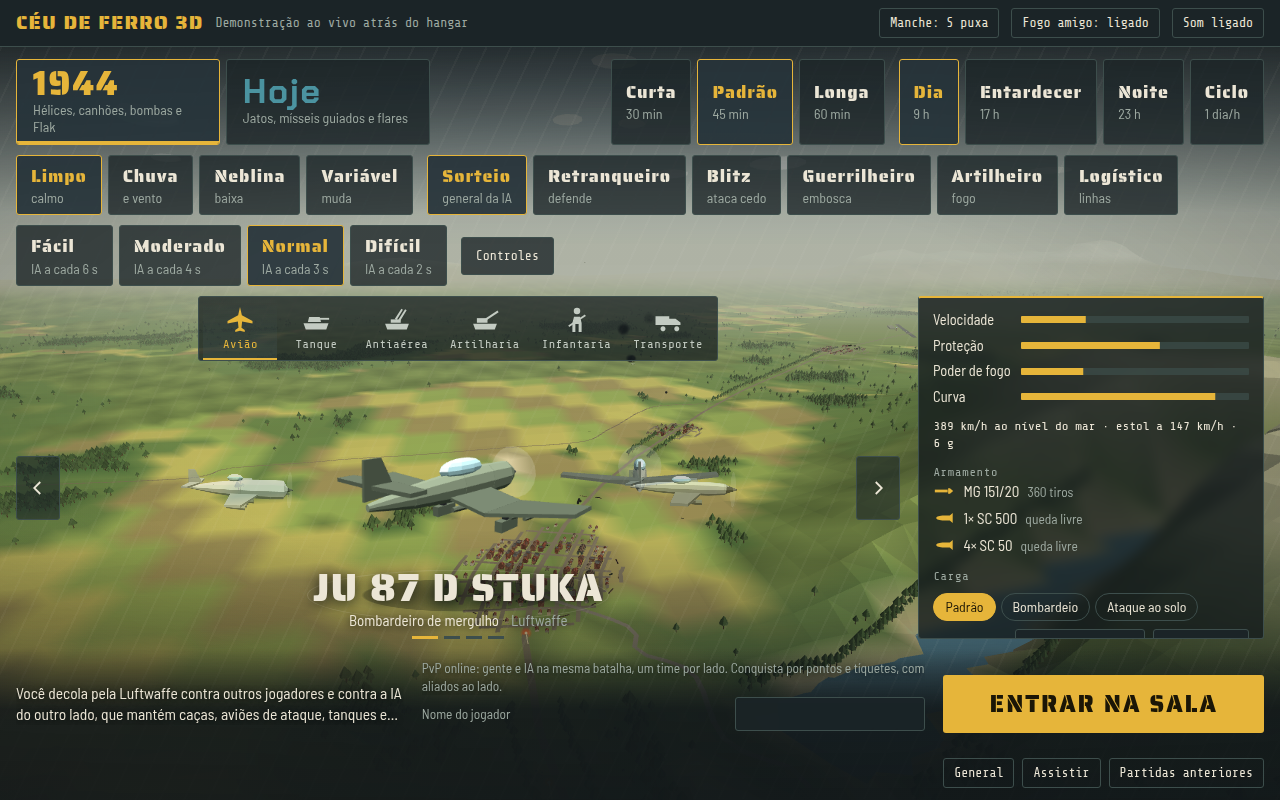 CÉU DE FERRO 3D
Demonstração ao vivo atrás do hangar
Manche: S puxa
Fogo amigo: ligado
Som ligado
1944
Hélices, canhões, bombas e
Flak
Hoje
Jatos, mísseis guiados e flares
Curta
30 min
Padrão
45 min
Longa
60 min
Dia
9 h
Entardecer
17 h
Noite
23 h
Ciclo
1 dia/h
Limpo
calmo
Chuva
e vento
Neblina
baixa
Variável
muda
Sorteio
general da IA
Retranqueiro
defende
Blitz
ataca cedo
Guerrilheiro
embosca
Artilheiro
fogo
Logístico
linhas
Fácil
IA a cada 6 s
Moderado
IA a cada 4 s
Normal
IA a cada 3 s
Difícil
IA a cada 2 s
Controles
Avião
Tanque
Antiaérea
Artilharia
Infantaria
Transporte
Velocidade
Proteção
Poder de fogo
Curva
389 km/h ao nível do mar · estol a 147 km/h ·
6 g
Armamento
MG 151/20 360 tiros
1× SC 500 queda livre
4× SC 50 queda livre
Carga
Padrão
Bombardeio
Ataque ao solo
JU 87 D STUKA
Bombardeiro de mergulho · Luftwaffe
Você decola pela Luftwaffe contra outros jogadores e contra a IA
do outro lado, que mantém caças, aviões de ataque, tanques e...
PvP online: gente e IA na mesma batalha, um time por lado. Conquista por pontos e tíquetes, com
aliados ao lado.
Nome do jogador
ENTRAR NA SALA
General
Assistir
Partidas anteriores